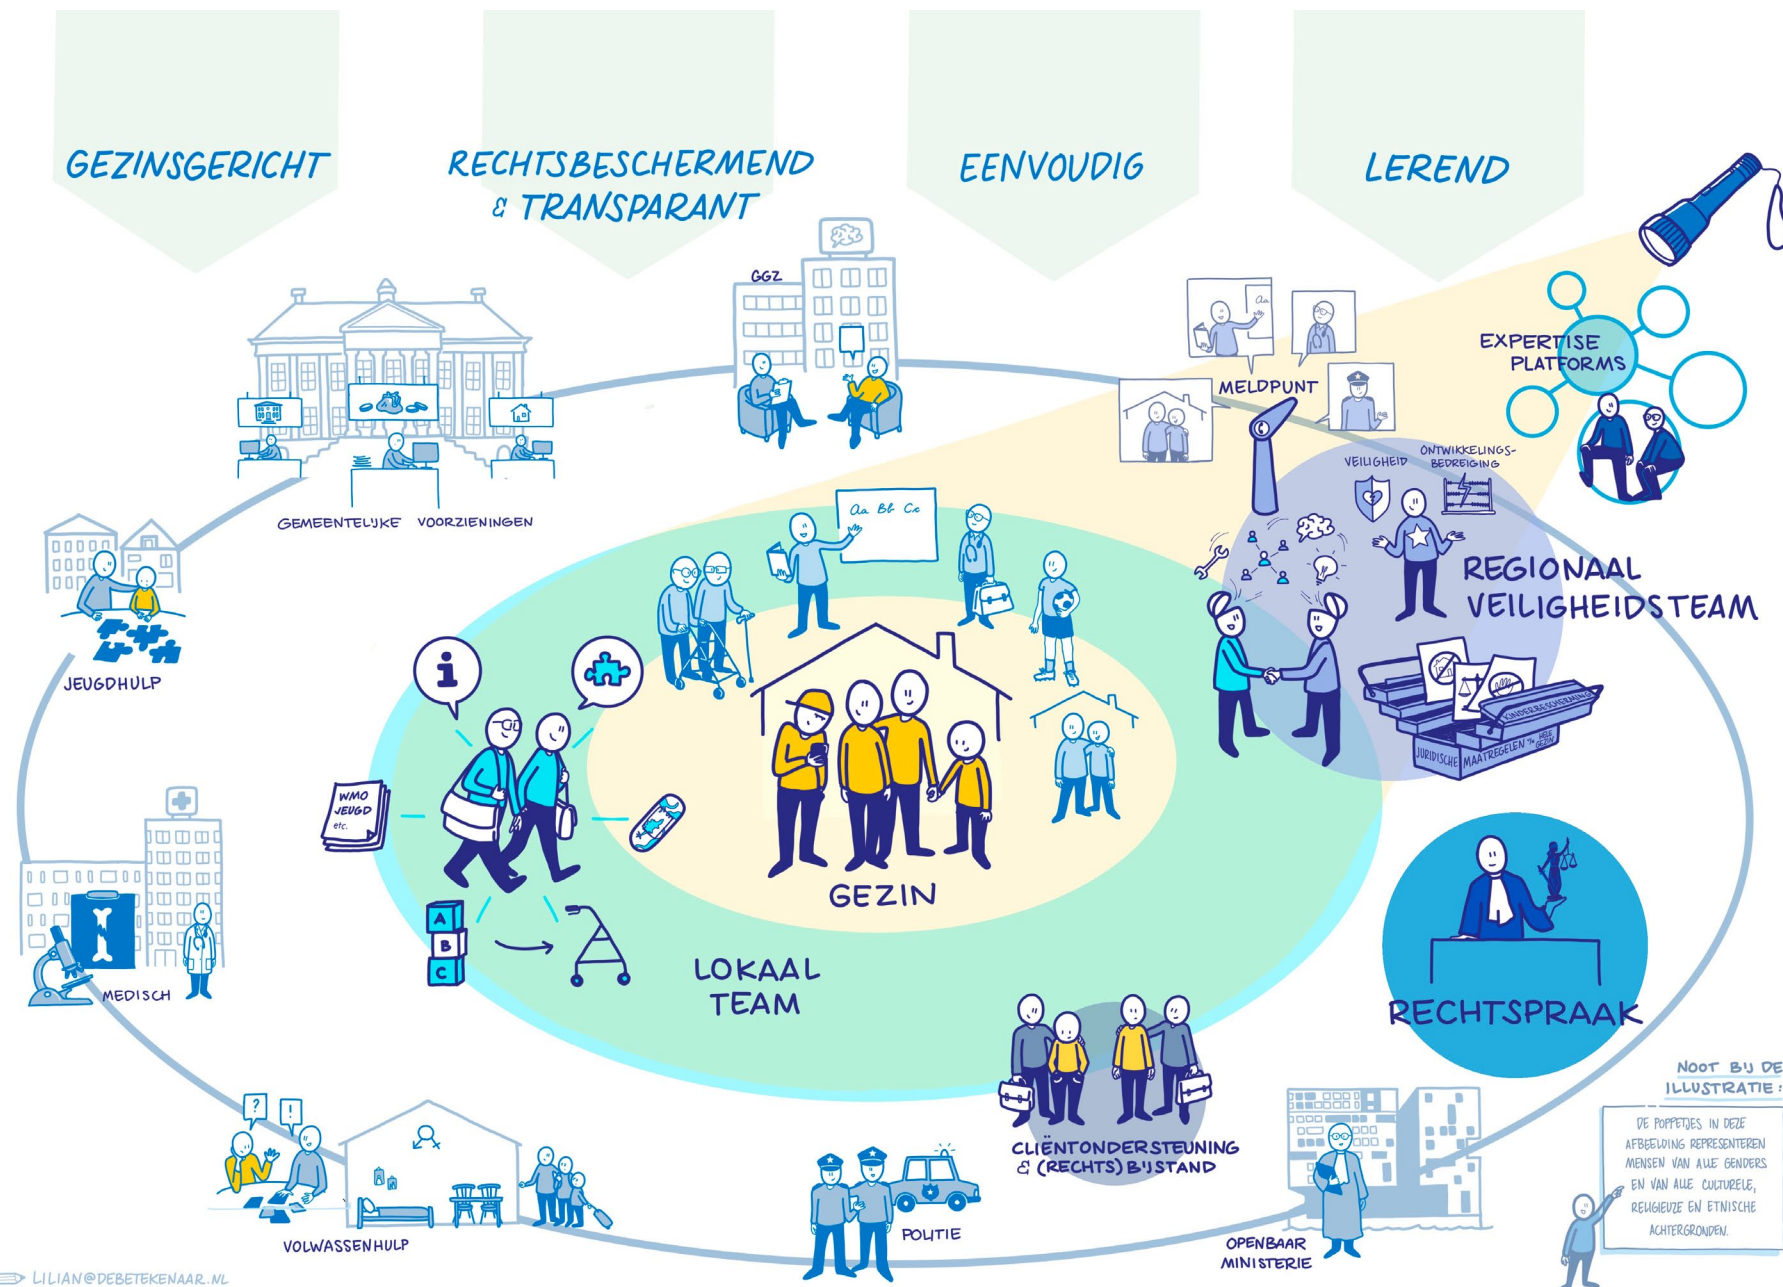 GEZINSGERICHT
RECHTSBESCHERMEND
& TRANSPARANT
EENVOUDIG
LEREND
GGZ
Aa
MELDPUNT
EXPERTISE
PLATFORMS
GEMEENTELIJKE VOORZIENINGEN
Aa Bb Cc
VEILIGHEID
ONTWIKKELINGS-
BEDREIGING
REGIONAAL
VEILIGHEIDSTEAM
JEUGDHULP
i
WMO
JEUGD
etc.
KINDERBESCHERMING
JURIDISCHE MAATREGELEN
HELE
GEZIN
GEZIN
A
B
C
LOKAAL
TEAM
MEDISCH
RECHTSPRAAK
NOOT BIJ DE
ILLUSTRATIE:
DE POPPETJES IN DEZE
AFBEELDING REPRESENTEREN
MENSEN VAN ALLE GENDERS
EN VAN ALLE CULTURELE,
RELIGIEUZE EN ETNISCHE
ACHTERGRONDEN.
? !
CLIËNTONDERSTEUNING
& (RECHTS)BIJSTAND
VOLWASSENHULP
POLITIE
OPENBAAR
MINISTERIE
LILIAN@DEBETEKENAAR.NL